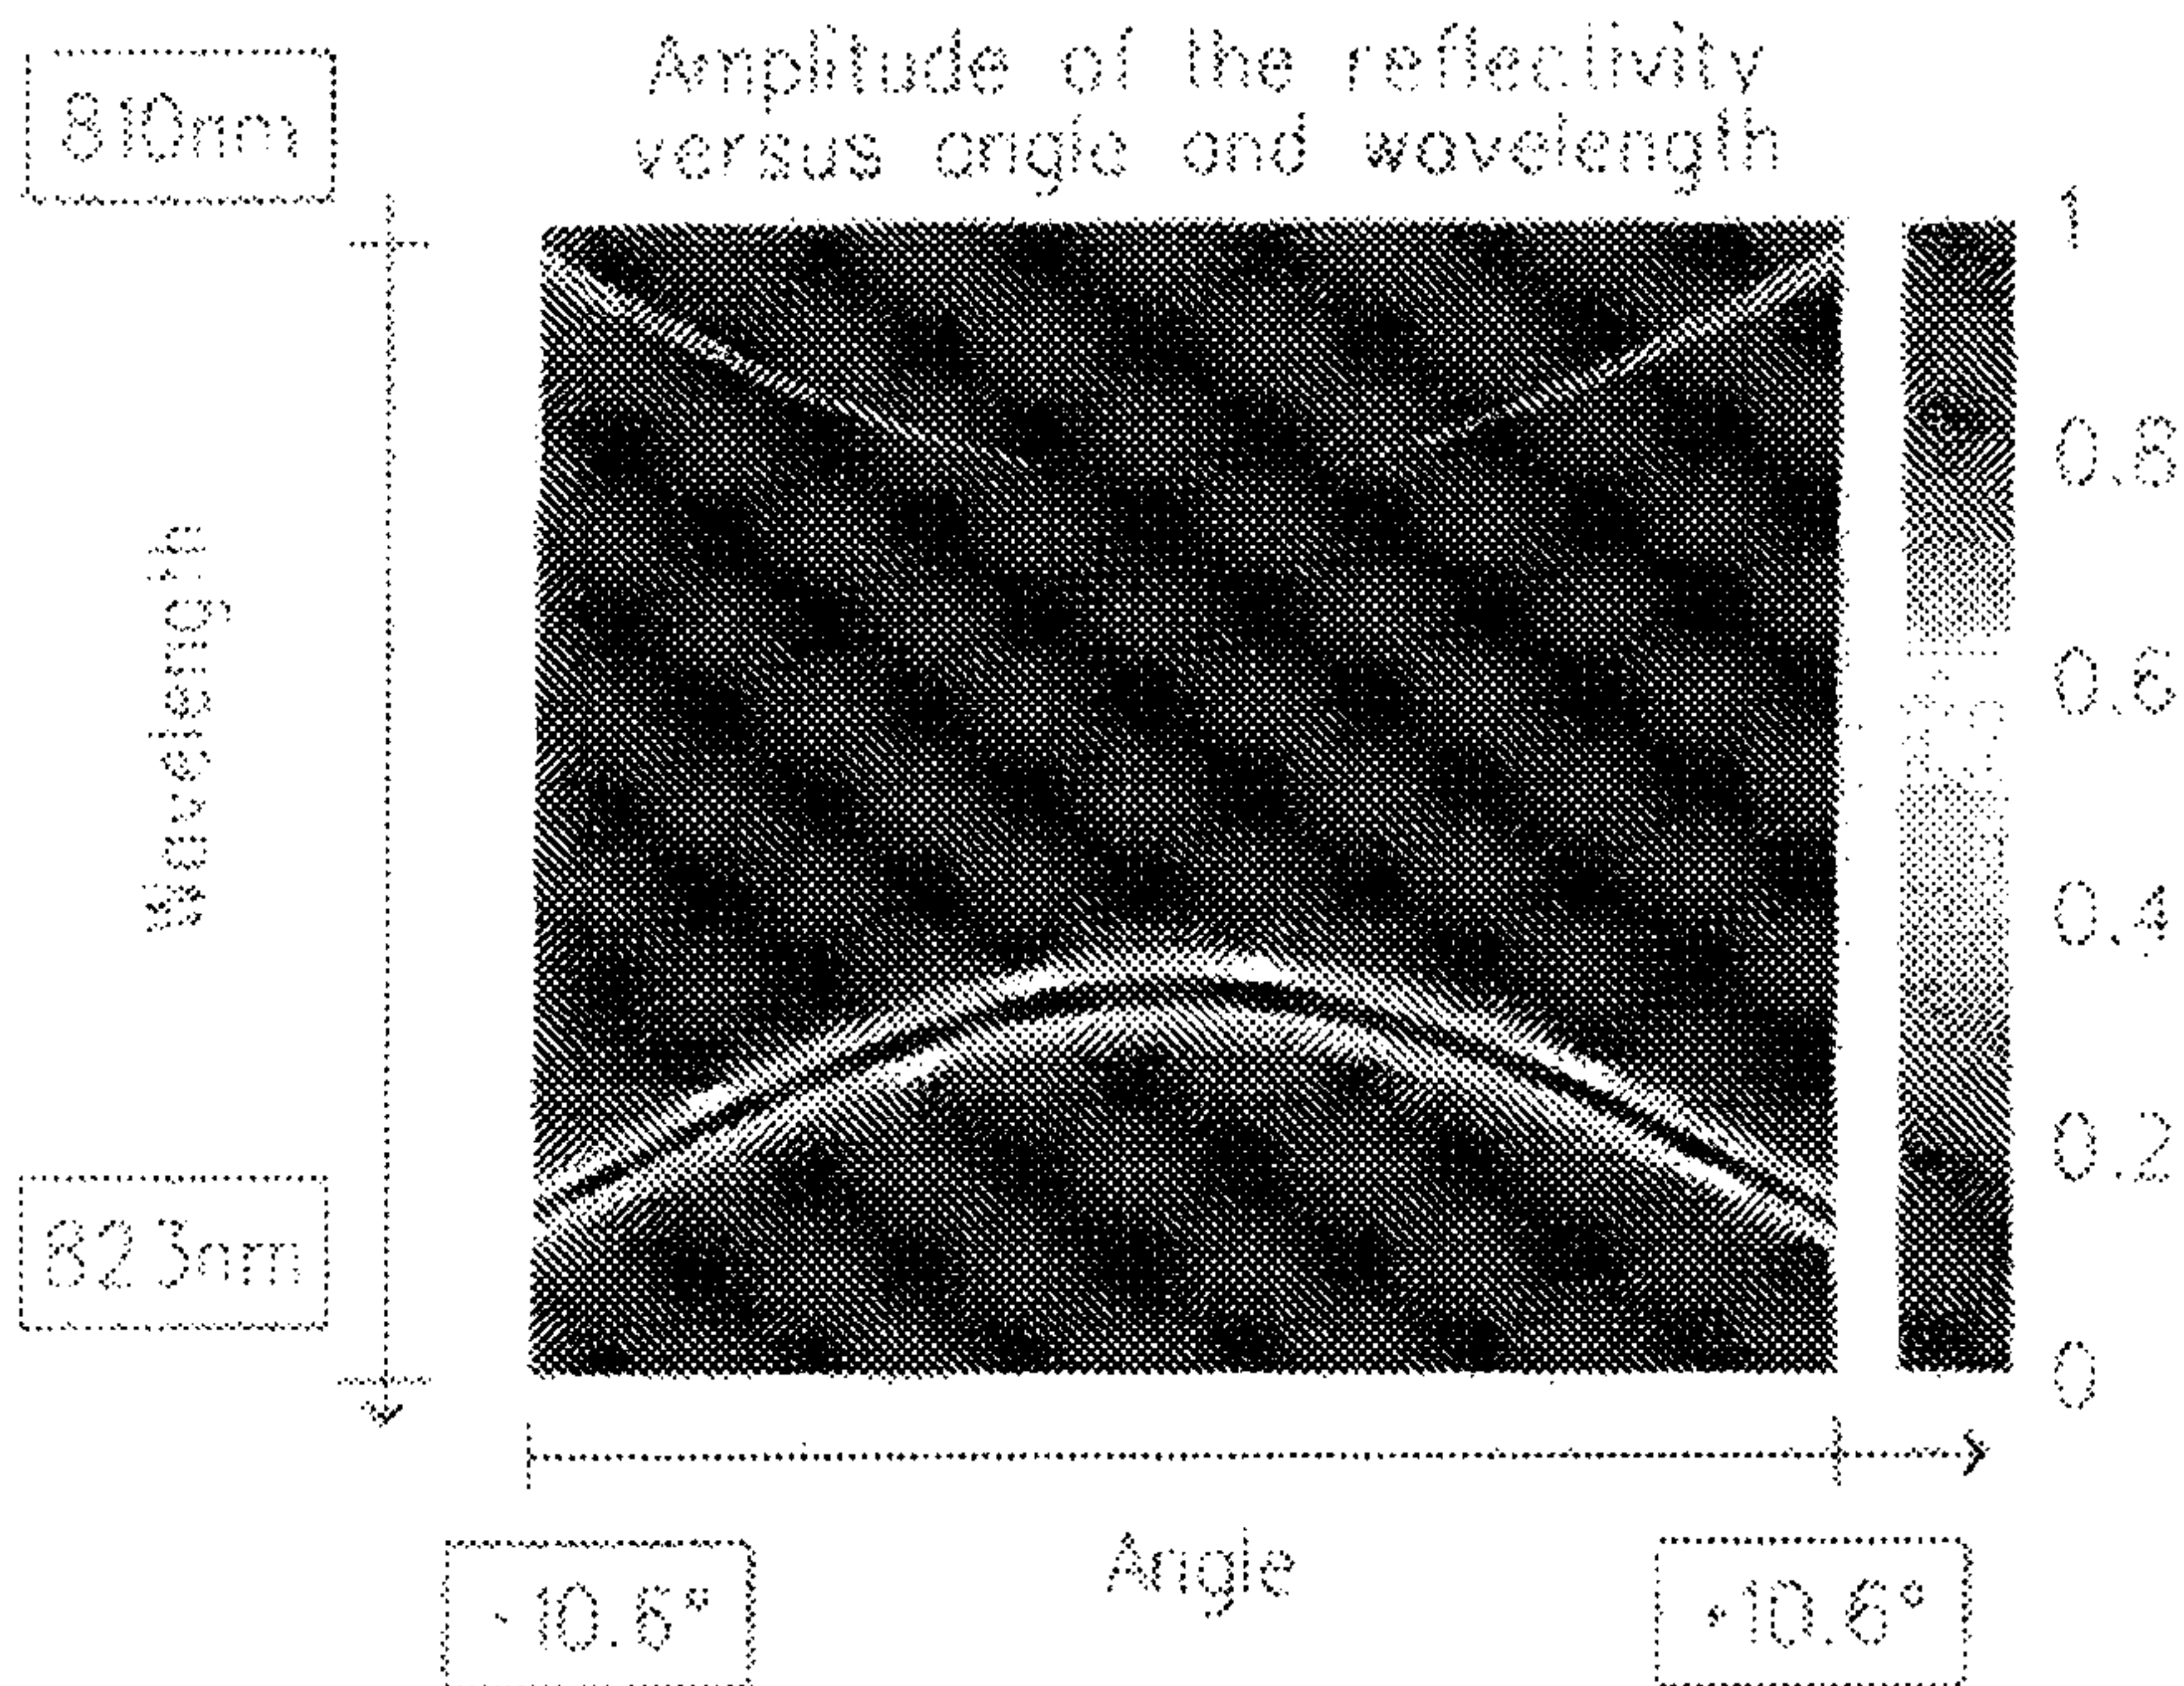 810nm
Amplitude of the reflectivity
versus angle and wavelength
1
0.8
0.6
0.4
0.2
0
Wavelength
823nm
Angle
-10.6°
+10.6°